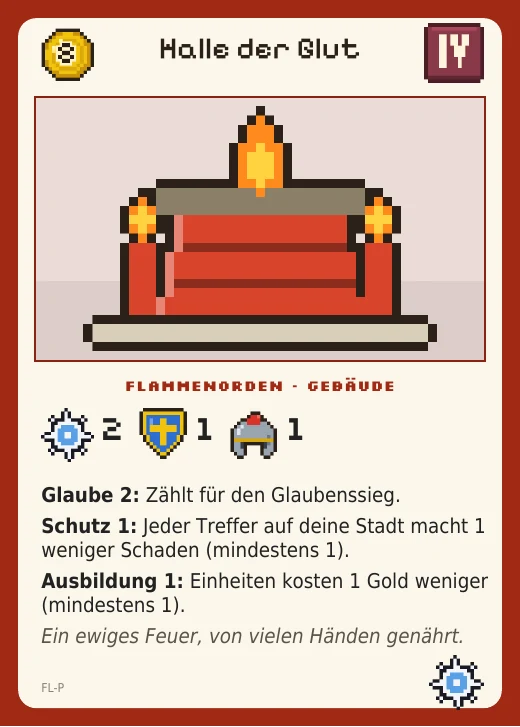 8
Halle der Glut
IV
FLAMMENORDEN - GEBÄUDE
2 1 1
Glaube 2: Zählt für den Glaubenssieg.
Schutz 1: Jeder Treffer auf deine Stadt macht 1
weniger Schaden (mindestens 1).
Ausbildung 1: Einheiten kosten 1 Gold weniger
(mindestens 1).
Ein ewiges Feuer, von vielen Händen genährt.
FL-P